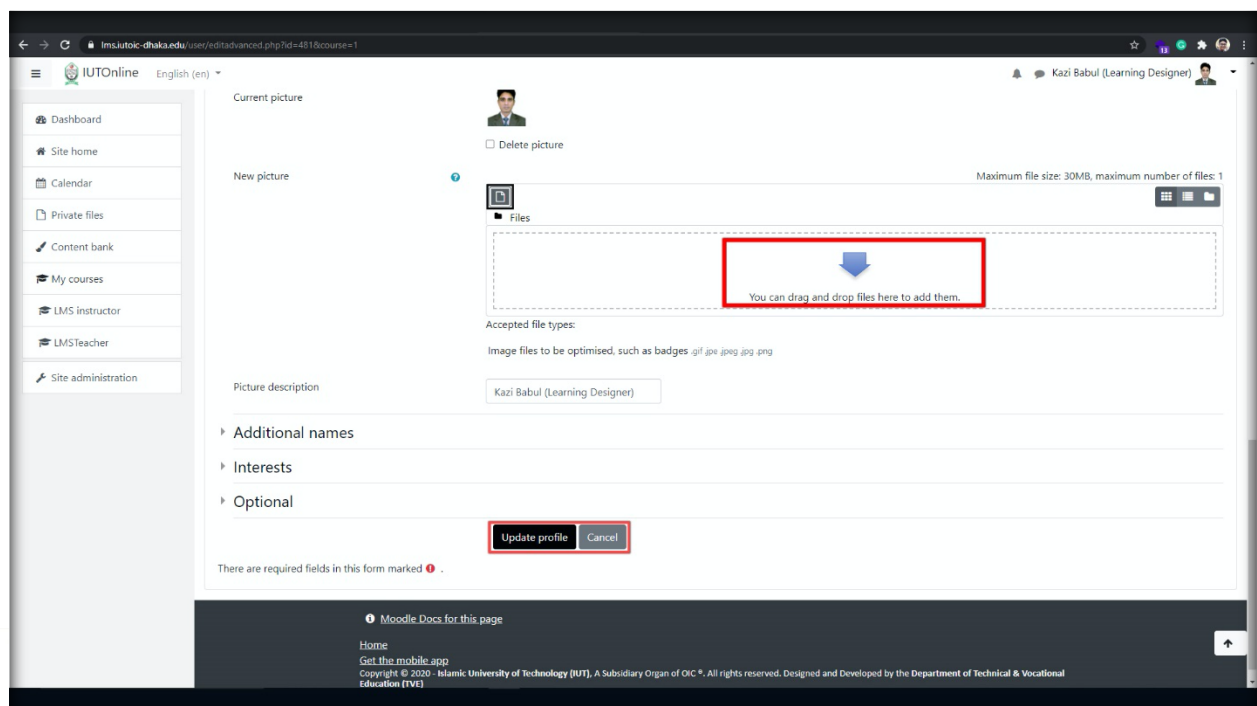 lms.iutoic-dhaka.edu/user/editadvanced.php?id=481&course=1
13
IUTOnline English (en)
Kazi Babul (Learning Designer)
Dashboard
Site home
Calendar
Private files
Content bank
My courses
LMS instructor
LMSTeacher
Site administration
Current picture
Delete picture
New picture
Maximum file size: 30MB, maximum number of files: 1
Files
You can drag and drop files here to add them.
Accepted file types:
Image files to be optimised, such as badges .gif .jpe .jpeg .jpg .png
Picture description
Kazi Babul (Learning Designer)
Additional names
Interests
Optional
Update profile Cancel
There are required fields in this form marked .
Moodle Docs for this page
Home
Get the mobile app
Copyright © 2020 - Islamic University of Technology (IUT), A Subsidiary Organ of OIC ®. All rights reserved. Designed and Developed by the Department of Technical & Vocational
Education (TVE)